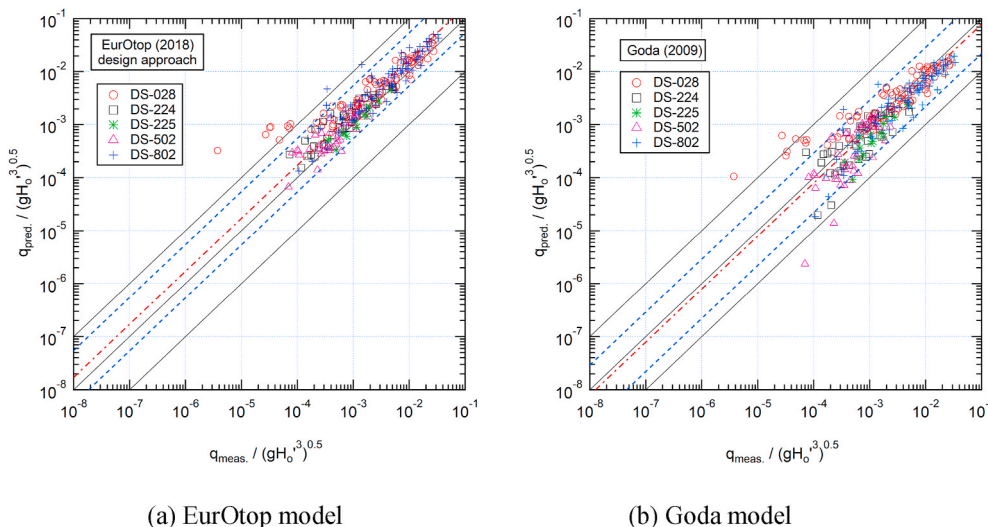 EurOtop (2018)
design approach
DS-028
DS-224
DS-225
DS-502
DS-802
10⁻¹
10⁻²
10⁻³
10⁻⁴
10⁻⁵
10⁻⁶
10⁻⁷
10⁻⁸
q_pred. / (gH_o'³)^0.5
10⁻⁸ 10⁻⁷ 10⁻⁶ 10⁻⁵ 10⁻⁴ 10⁻³ 10⁻² 10⁻¹
q_meas. / (gH_o'³)^0.5
(a) EurOtop model
Goda (2009)
DS-028
DS-224
DS-225
DS-502
DS-802
10⁻¹
10⁻²
10⁻³
10⁻⁴
10⁻⁵
10⁻⁶
10⁻⁷
10⁻⁸
q_pred. / (gH_o'³)^0.5
10⁻⁸ 10⁻⁷ 10⁻⁶ 10⁻⁵ 10⁻⁴ 10⁻³ 10⁻² 10⁻¹
q_meas. / (gH_o'³)^0.5
(b) Goda model